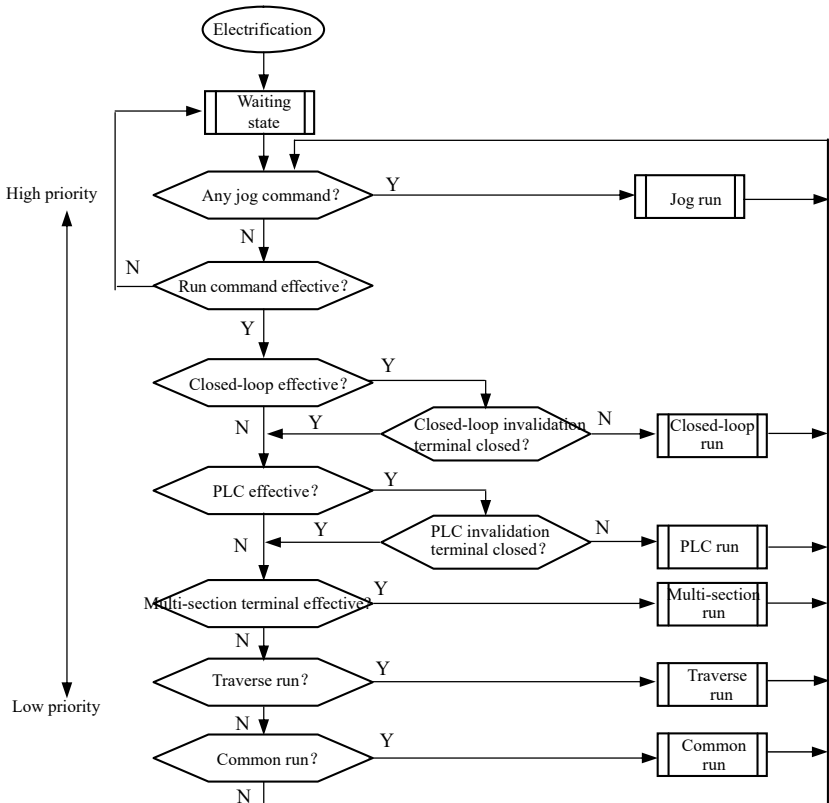 Electrification
Waiting
state
Any jog command?
Y
Jog run
High priority
N
N
Run command effective?
Y
Y
Closed-loop effective?
N
Y
Closed-loop invalidation
terminal closed?
N
Closed-loop
run
PLC effective?
Y
N
Y
PLC invalidation
terminal closed?
N
PLC run
Multi-section terminal effective?
Y
Multi-section
run
N
Traverse run?
Y
Traverse
run
Low priority
N
Common run?
Y
Common
run
N